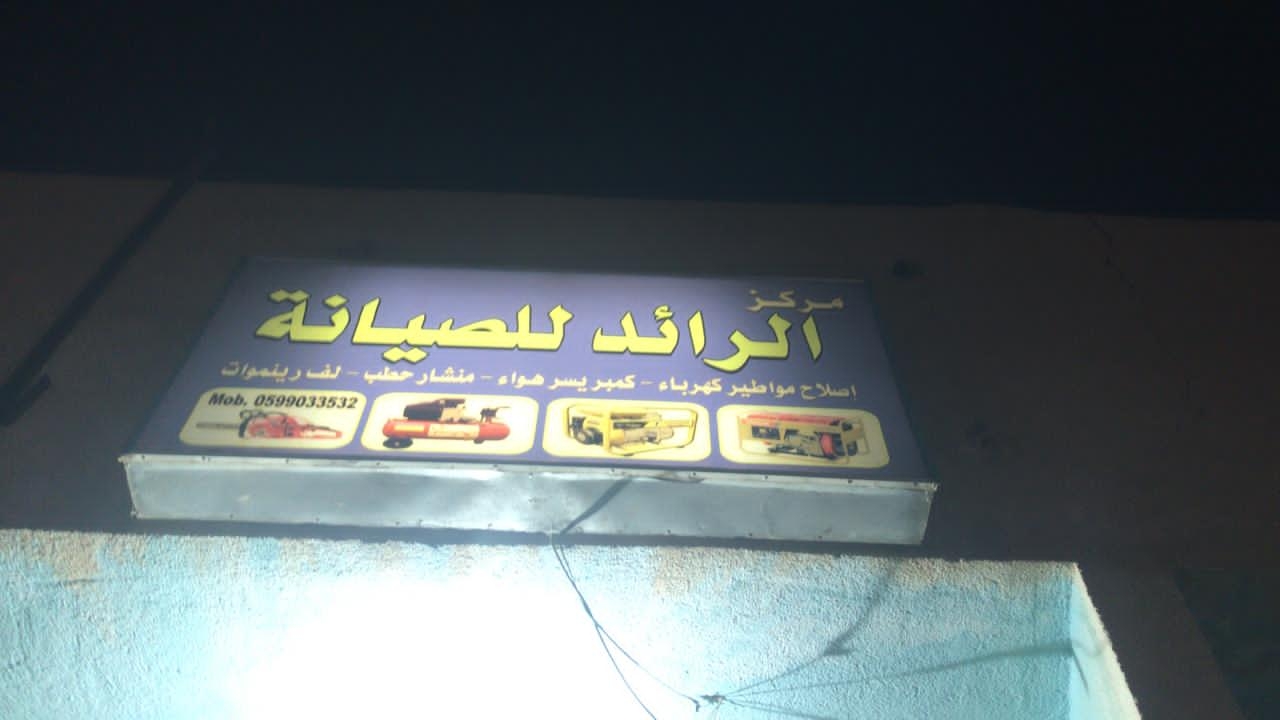 مركز
الرائد للصيانة
إصلاح مواطير كهرباء - كمبريسر هواء - منشار حطب - لف رينموات
Mob. 0599033532